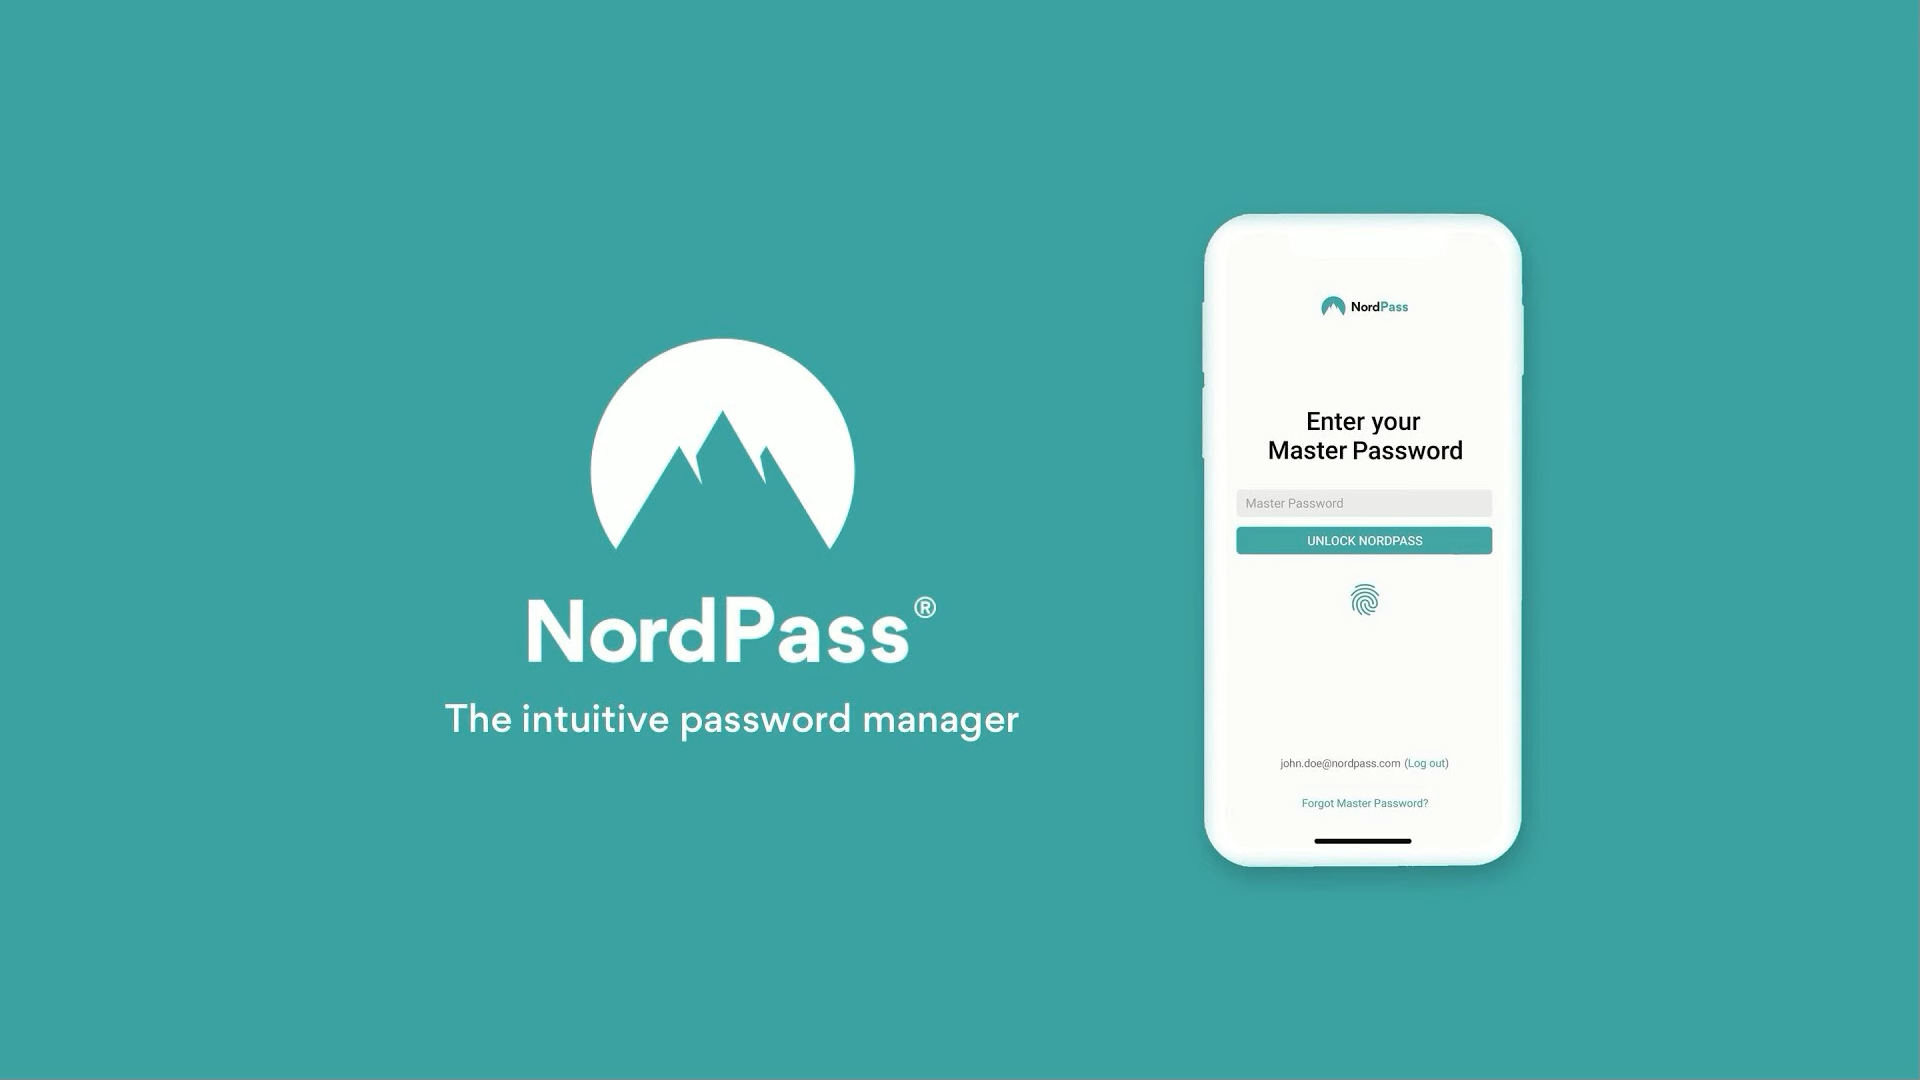 NordPass®
The intuitive password manager
NordPass
Enter your
Master Password
Master Password
UNLOCK NORDPASS
john.doe@nordpass.com (Log out)
Forgot Master Password?